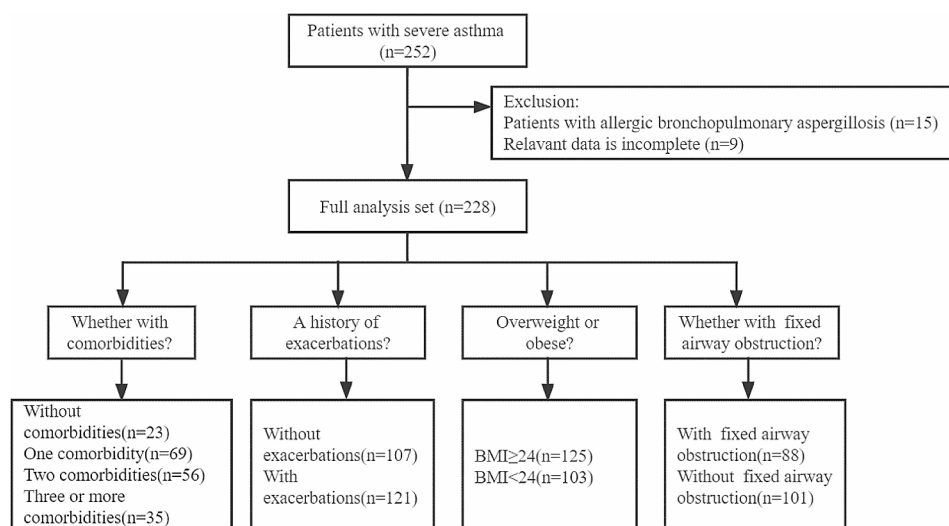 Patients with severe asthma
(n=252)
Exclusion:
Patients with allergic bronchopulmonary aspergillosis (n=15)
Relavant data is incomplete (n=9)
Full analysis set (n=228)
Whether with
comorbidities?
A history of
exacerbations?
Overweight or
obese?
Whether with fixed
airway obstruction?
Without
comorbidities(n=23)
One comorbidity(n=69)
Two comorbidities(n=56)
Three or more
comorbidities(n=35)
Without
exacerbations(n=107)
With
exacerbations(n=121)
BMI≥24(n=125)
BMI<24(n=103)
With fixed airway
obstruction(n=88)
Without fixed airway
obstruction(n=101)